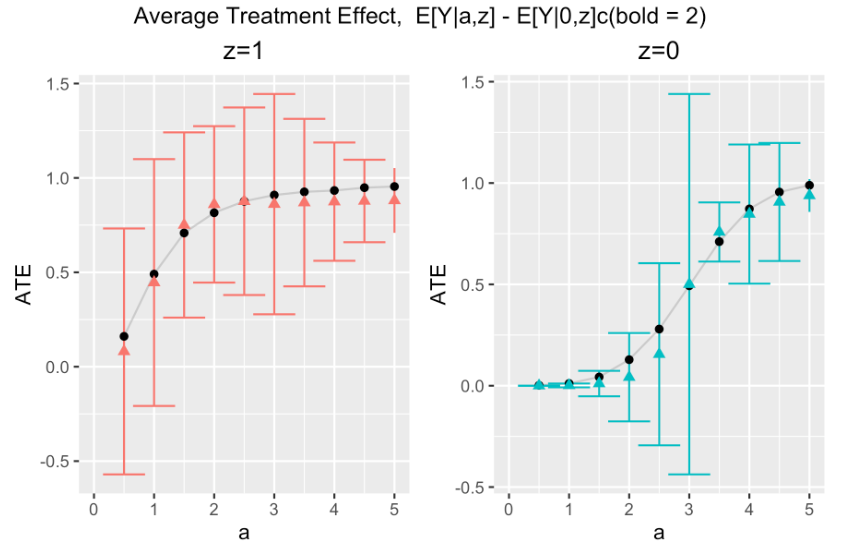 Average Treatment Effect,  E[Y|a,z] - E[Y|0,z]c(bold = 2)
z=1
1.5
1.0
0.5
0.0
-0.5
ATE
0 1 2 3 4 5
a
z=0
1.5
1.0
0.5
0.0
-0.5
ATE
0 1 2 3 4 5
a